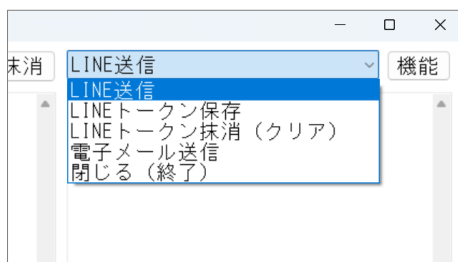 抹消
LINE送信
機能
LINE送信
LINEトークン保存
LINEトークン抹消（クリア）
電子メール送信
閉じる（終了）